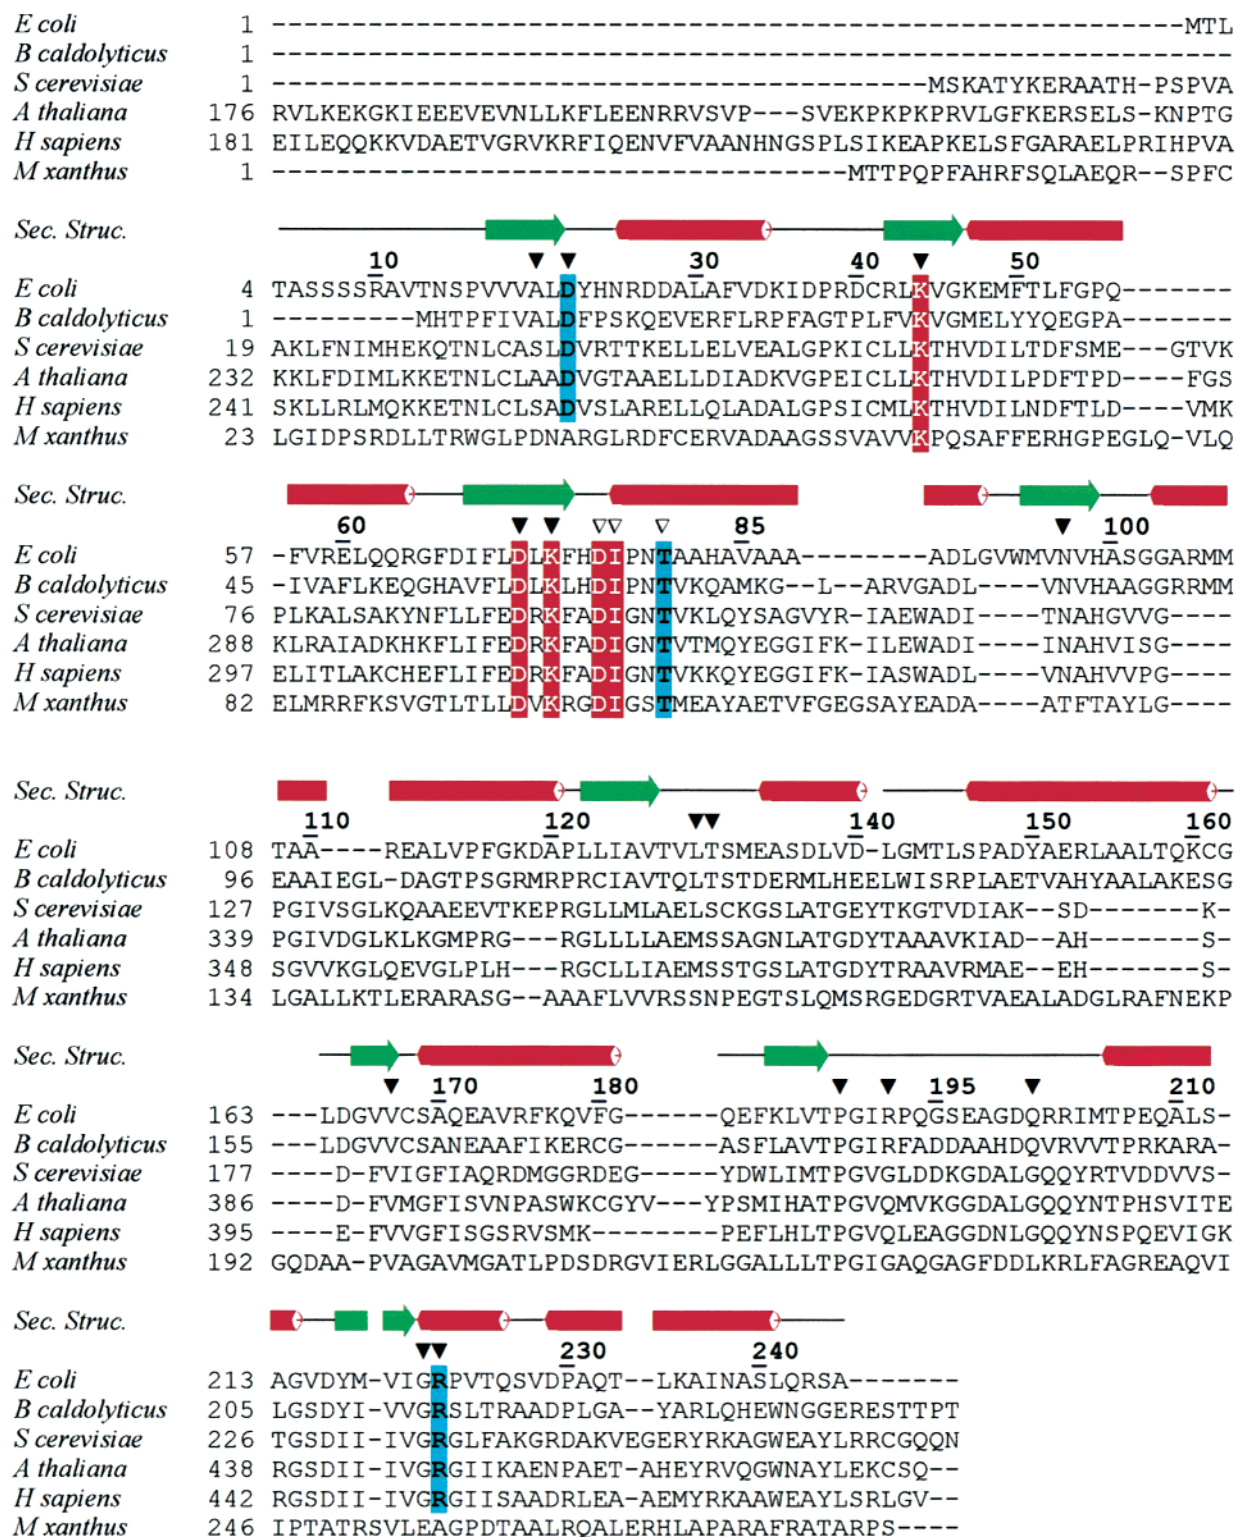 E coli 1 ---------------------------------------------------------MTL
B caldolyticus 1 ------------------------------------------------------------
S cerevisiae 1 -----------------------------------------MSKATYKERAATH-PSPVA
A thaliana 176 RVLKEKGKIEEEVEVNLLKFLEENRRVSVP---SVEKPKPKPRVLGFKERSELS-KNPTG
H sapiens 181 EILEQQKKVDAETVGRVKRFIQENVFVAANHNGSPLSIKEAPKELSFGARAELPRIHPVA
M xanthus 1 ------------------------------------MTTPQPFAHRFSQLAEQR--SPFC
Sec. Struc.
10 30 40 50
E coli 4 TASSSSRAVTNSPVVVALDYHNRDDALAFVDKIDPRDCRLKVGKEMFTLFGPQ-------
B caldolyticus 1 ---------MHTPFIVALDFPSKQEVERFLRPFAGTPLFVKVGMELYYQEGPA-------
S cerevisiae 19 AKLFNIMHEKQTNLCASLDVRTTKELLELVEALGPKICLLKTHVDILTDFSME---GTVK
A thaliana 232 KKLFDIMLKKETNLCLAADVGTAAELLDIADKVGPEICLLKTHVDILPDFTPD----FGS
H sapiens 241 SKLLRLMQKKETNLCLSADVSLARELLQLADALGPSICMLKTHVDILNDFTLD----VMK
M xanthus 23 LGIDPSRDLLTRWGLPDNARGLRDFCERVADAAGSSVAVVKPQSAFFERHGPEGLQ-VLQ
Sec. Struc.
60 85 100
E coli 57 -FVRELQQRGFDIFLDLKFHDIPNTAAHAVAAA--------ADLGVWMVNVHASGGARMM
B caldolyticus 45 -IVAFLKEQGHAVFLDLKLHDIPNTVKQAMKG--L--ARVGADL----VNVHAAGGRRMM
S cerevisiae 76 PLKALSAKYNFLLFEDRKFADIGNTVKLQYSAGVYR-IAEWADI----TNAHGVVG----
A thaliana 288 KLRAIADKHKFLIFEDRKFADIGNTVTMQYEGGIFK-ILEWADI----INAHVISG----
H sapiens 297 ELITLAKCHEFLIFEDRKFADIGNTVKKQYEGGIFK-IASWADL----VNAHVVPG----
M xanthus 82 ELMRRFKSVGTLTLLDVKRGDIGSTMEAYAETVFGEGSAYEADA----ATFTAYLG----
Sec. Struc.
110 120 140 150 160
E coli 108 TAA----REALVPFGKDAPLLIAVTVLTSMEASDLVD-LGMTLSPADYAERLAALTQKCG
B caldolyticus 96 EAAIEGL-DAGTPSGRMRPRCIAVTQLTSTDERMLHEELWISRPLAETVAHYAALAKESG
S cerevisiae 127 PGIVSGLKQAAEEVTKEPRGLLMLAELSCKGSLATGEYTKGTVDIAK--SD-------K-
A thaliana 339 PGIVDGLKLKGMPRG---RGLLLLAEMSSAGNLATGDYTAAAVKIAD--AH-------S-
H sapiens 348 SGVVKGLQEVGLPLH---RGCLLIAEMSSTGSLATGDYTRAAVRMAE--EH-------S-
M xanthus 134 LGALLKTLERARASG--AAAFLVVRSSNPEGTSLQMSRGEDGRTVAEALADGLRAFNEKP
Sec. Struc.
170 180 195 210
E coli 163 ---LDGVVCSAQEAVRFKQVFG------QEFKLVTPGIRPQGSEAGDQRRIMTPEQALS-
B caldolyticus 155 ---LDGVVCSANEAAFIKERCG------ASFLAVTPGIRFADDAAHDQVRVVTPRKARA-
S cerevisiae 177 ----D-FVIGFIAQRDMGGRDEG-----YDWLIMTPGVGLDDKGDALGQQYRTVDDVVS-
A thaliana 386 ----D-FVMGFISVNPASWKCGYV---YPSMIHATPGVQMVKGGDALGQQYNTPHSVITE
H sapiens 395 ----E-FVVGFISGSRVSMK-------PEFLHLTPGVQLEAGGDNLGQQYNSPQEVIGK
M xanthus 192 GQDAA-PVAGAVMGATLPDSDRGVIERLGGALLLTPGIGAQGAGFDDLKRLFAGREAQVI
Sec. Struc.
230 240
E coli 213 AGVDYM-VIGRPVTQSVDPAQT--LKAINASLQRSA-------
B caldolyticus 205 LGSDYI-VVGRSLTRAADPLGA--YARLQHEWNGGERESTTPT
S cerevisiae 226 TGSDII-IVGRGLFAKGRDAKVEGERYRKAGWEAYLRRCGQQN
A thaliana 438 RGSDII-IVGRGIIKAENPAET-AHEYRVQGWNAYLEKCSQ--
H sapiens 442 RGSDII-IVGRGIISAADRLEA-AEMYRKAAWEAYLSRLGV--
M xanthus 246 IPTATRSVLEAGPDTAALRQALERHLAPARAFRATARPS----